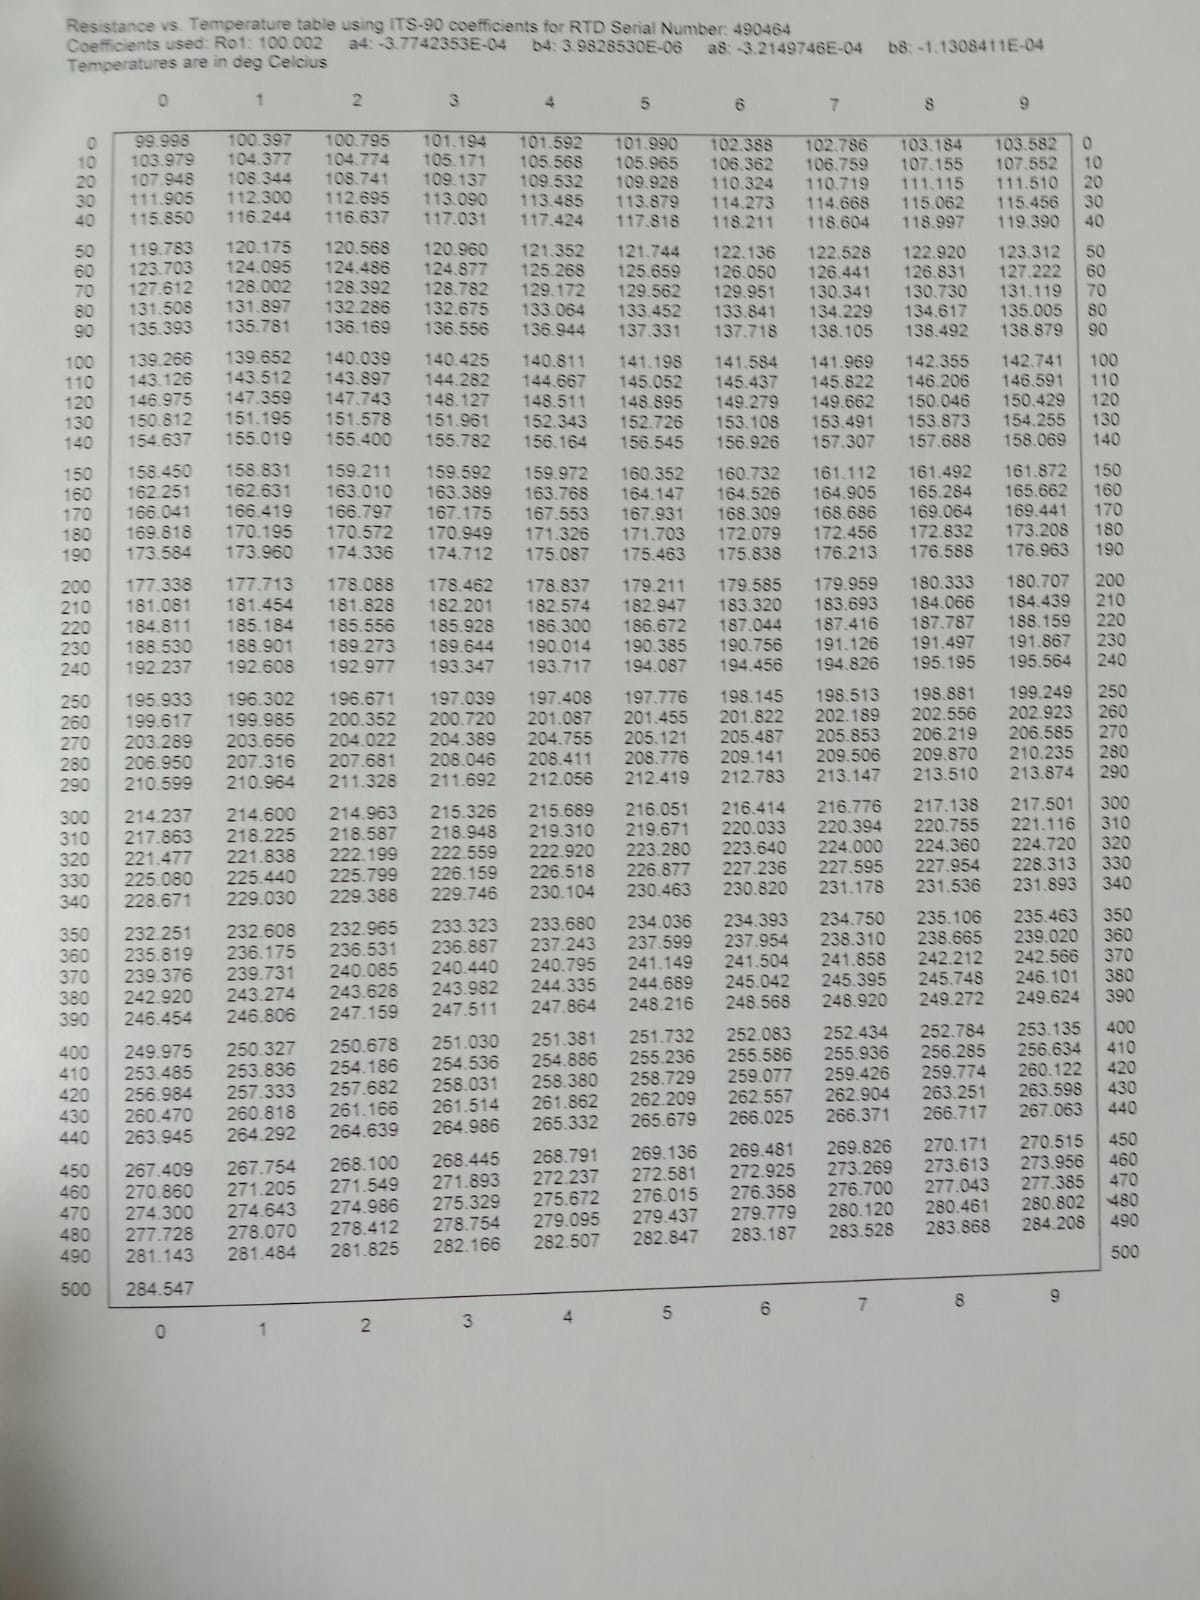 Resistance vs. Temperature table using ITS-90 coefficients for RTD Serial Number: 490464
Coefficients used: Ro1: 100.002 a4: -3.7742353E-04 b4: 3.9828530E-06 a8: -3.2149746E-04 b8: -1.1308411E-04
Temperatures are in deg Celcius
0 1 2 3 4 5 6 7 8 9
0 99.998 100.397 100.795 101.194 101.592 101.990 102.388 102.786 103.184 103.582 0
10 103.979 104.377 104.774 105.171 105.568 105.965 106.362 106.759 107.155 107.552 10
20 107.948 108.344 108.741 109.137 109.532 109.928 110.324 110.719 111.115 111.510 20
30 111.905 112.300 112.695 113.090 113.485 113.879 114.273 114.668 115.062 115.456 30
40 115.850 116.244 116.637 117.031 117.424 117.818 118.211 118.604 118.997 119.390 40
50 119.783 120.175 120.568 120.960 121.352 121.744 122.136 122.528 122.920 123.312 50
60 123.703 124.095 124.486 124.877 125.268 125.659 126.050 126.441 126.831 127.222 60
70 127.612 128.002 128.392 128.782 129.172 129.562 129.951 130.341 130.730 131.119 70
80 131.508 131.897 132.286 132.675 133.064 133.452 133.841 134.229 134.617 135.005 80
90 135.393 135.781 136.169 136.556 136.944 137.331 137.718 138.105 138.492 138.879 90
100 139.266 139.652 140.039 140.425 140.811 141.198 141.584 141.969 142.355 142.741 100
110 143.126 143.512 143.897 144.282 144.667 145.052 145.437 145.822 146.206 146.591 110
120 146.975 147.359 147.743 148.127 148.511 148.895 149.279 149.662 150.046 150.429 120
130 150.812 151.195 151.578 151.961 152.343 152.726 153.108 153.491 153.873 154.255 130
140 154.637 155.019 155.400 155.782 156.164 156.545 156.926 157.307 157.688 158.069 140
150 158.450 158.831 159.211 159.592 159.972 160.352 160.732 161.112 161.492 161.872 150
160 162.251 162.631 163.010 163.389 163.768 164.147 164.526 164.905 165.284 165.662 160
170 166.041 166.419 166.797 167.175 167.553 167.931 168.309 168.686 169.064 169.441 170
180 169.818 170.195 170.572 170.949 171.326 171.703 172.079 172.456 172.832 173.208 180
190 173.584 173.960 174.336 174.712 175.087 175.463 175.838 176.213 176.588 176.963 190
200 177.338 177.713 178.088 178.462 178.837 179.211 179.585 179.959 180.333 180.707 200
210 181.081 181.454 181.828 182.201 182.574 182.947 183.320 183.693 184.066 184.439 210
220 184.811 185.184 185.556 185.928 186.300 186.672 187.044 187.416 187.787 188.159 220
230 188.530 188.901 189.273 189.644 190.014 190.385 190.756 191.126 191.497 191.867 230
240 192.237 192.608 192.977 193.347 193.717 194.087 194.456 194.826 195.195 195.564 240
250 195.933 196.302 196.671 197.039 197.408 197.776 198.145 198.513 198.881 199.249 250
260 199.617 199.985 200.352 200.720 201.087 201.455 201.822 202.189 202.556 202.923 260
270 203.289 203.656 204.022 204.389 204.755 205.121 205.487 205.853 206.219 206.585 270
280 206.950 207.316 207.681 208.046 208.411 208.776 209.141 209.506 209.870 210.235 280
290 210.599 210.964 211.328 211.692 212.056 212.419 212.783 213.147 213.510 213.874 290
300 214.237 214.600 214.963 215.326 215.689 216.051 216.414 216.776 217.138 217.501 300
310 217.863 218.225 218.587 218.948 219.310 219.671 220.033 220.394 220.755 221.116 310
320 221.477 221.838 222.199 222.559 222.920 223.280 223.640 224.000 224.360 224.720 320
330 225.080 225.440 225.799 226.159 226.518 226.877 227.236 227.595 227.954 228.313 330
340 228.671 229.030 229.388 229.746 230.104 230.463 230.820 231.178 231.536 231.893 340
350 232.251 232.608 232.965 233.323 233.680 234.036 234.393 234.750 235.106 235.463 350
360 235.819 236.175 236.531 236.887 237.243 237.599 237.954 238.310 238.665 239.020 360
370 239.376 239.731 240.085 240.440 240.795 241.149 241.504 241.858 242.212 242.566 370
380 242.920 243.274 243.628 243.982 244.335 244.689 245.042 245.395 245.748 246.101 380
390 246.454 246.806 247.159 247.511 247.864 248.216 248.568 248.920 249.272 249.624 390
400 249.975 250.327 250.678 251.030 251.381 251.732 252.083 252.434 252.784 253.135 400
410 253.485 253.836 254.186 254.536 254.886 255.236 255.586 255.936 256.285 256.634 410
420 256.984 257.333 257.682 258.031 258.380 258.729 259.077 259.426 259.774 260.122 420
430 260.470 260.818 261.166 261.514 261.862 262.209 262.557 262.904 263.251 263.598 430
440 263.945 264.292 264.639 264.986 265.332 265.679 266.025 266.371 266.717 267.063 440
450 267.409 267.754 268.100 268.445 268.791 269.136 269.481 269.826 270.171 270.515 450
460 270.860 271.205 271.549 271.893 272.237 272.581 272.925 273.269 273.613 273.956 460
470 274.300 274.643 274.986 275.329 275.672 276.015 276.358 276.700 277.043 277.385 470
480 277.728 278.070 278.412 278.754 279.095 279.437 279.779 280.120 280.461 280.802 480
490 281.143 281.484 281.825 282.166 282.507 282.847 283.187 283.528 283.868 284.208 490
500 284.547 500
0 1 2 3 4 5 6 7 8 9